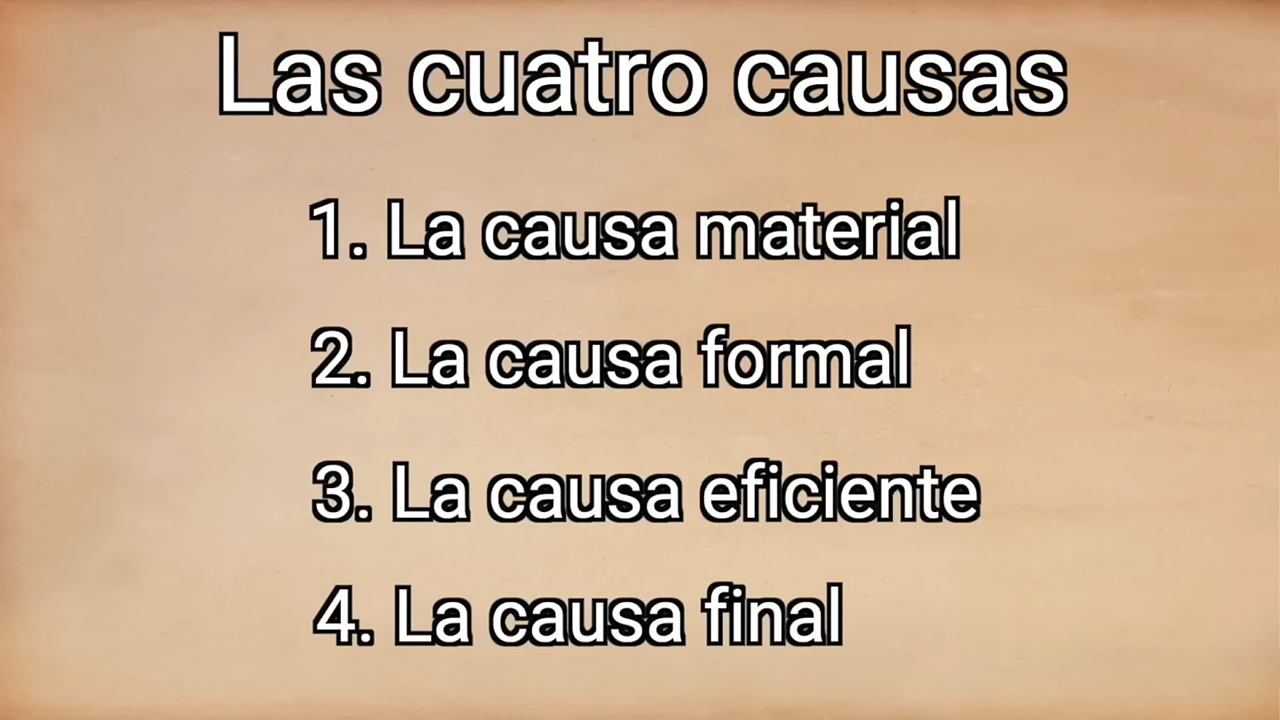 Las cuatro causas
1. La causa material
2. La causa formal
3. La causa eficiente
4. La causa final